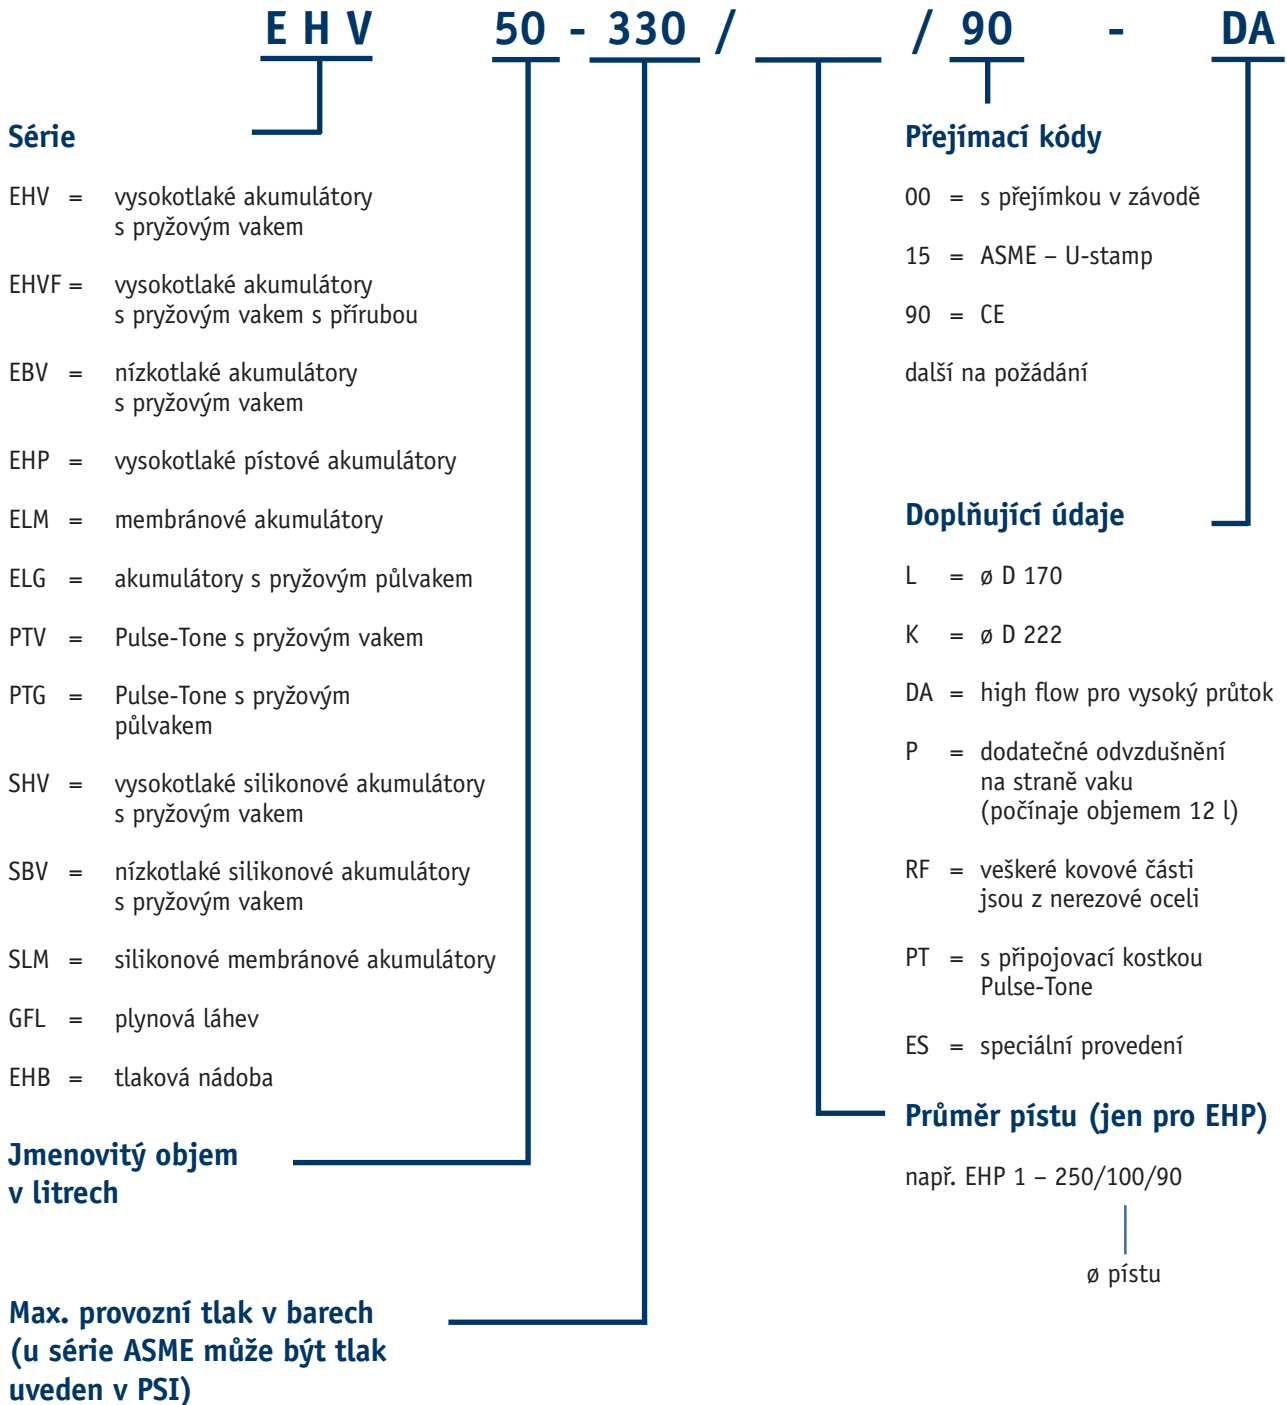 E H V 50 - 330 / / 90 - DA
Série
EHV = vysokotlaké akumulátory
s pryžovým vakem
EHVF = vysokotlaké akumulátory
s pryžovým vakem s přírubou
EBV = nízkotlaké akumulátory
s pryžovým vakem
EHP = vysokotlaké pístové akumulátory
ELM = membránové akumulátory
ELG = akumulátory s pryžovým půlvakem
PTV = Pulse-Tone s pryžovým vakem
PTG = Pulse-Tone s pryžovým
půlvakem
SHV = vysokotlaké silikonové akumulátory
s pryžovým vakem
SBV = nízkotlaké silikonové akumulátory
s pryžovým vakem
SLM = silikonové membránové akumulátory
GFL = plynová láhev
EHB = tlaková nádoba
Jmenovitý objem
v litrech
Max. provozní tlak v barech
(u série ASME může být tlak
uveden v PSI)
Přejímací kódy
00 = s přejímkou v závodě
15 = ASME – U-stamp
90 = CE
další na požádání
Doplňující údaje
L = ø D 170
K = ø D 222
DA = high flow pro vysoký průtok
P = dodatečné odvzdušnění
na straně vaku
(počínaje objemem 12 l)
RF = veškeré kovové části
jsou z nerezové oceli
PT = s připojovací kostkou
Pulse-Tone
ES = speciální provedení
Průměr pístu (jen pro EHP)
např. EHP 1 – 250/100/90
ø pístu